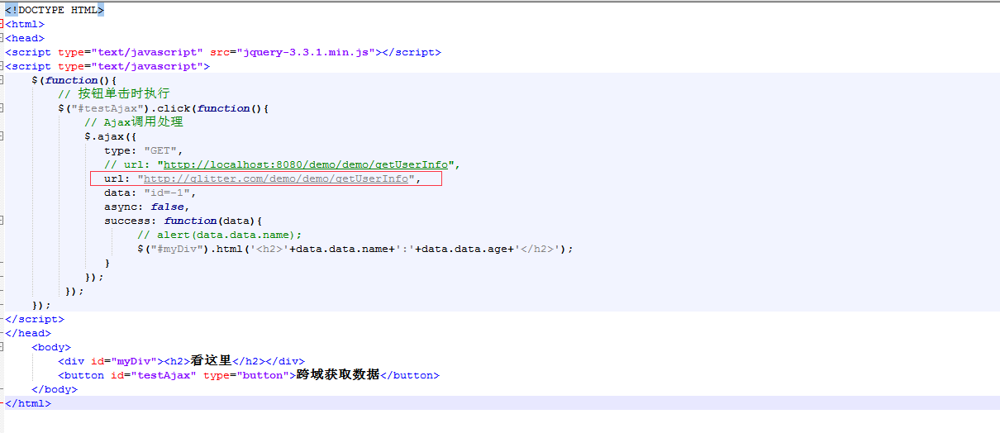 <!DOCTYPE HTML>
<html>
<head>
<script type="text/javascript" src="jquery-3.3.1.min.js"></script>
<script type="text/javascript">
    $(function(){
        // 按钮单击时执行
        $("#testAjax").click(function(){
            // Ajax调用处理
            $.ajax({
               type: "GET",
               // url: "http://localhost:8080/demo/demo/getUserInfo",
               url: "http://glitter.com/demo/demo/getUserInfo",
               data: "id=-1",
               async: false,
               success: function(data){
                    // alert(data.data.name);
                    $("#myDiv").html('<h2>'+data.data.name+':'+data.data.age+'</h2>');
               }
            });
         });
    });
</script>
</head>
    <body>
        <div id="myDiv"><h2>看这里</h2></div>
        <button id="testAjax" type="button">跨域获取数据</button>
    </body>
</html>